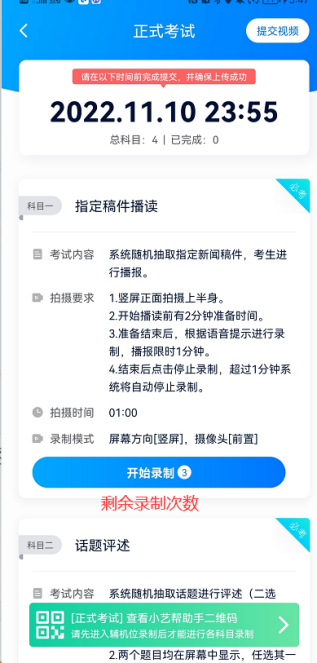 正式考试
提交视频
请在以下时间前完成提交，并确保上传成功
2022.11.10 23:55
总科目：4 | 已完成：0
必考
科目一
指定稿件播读
考试内容
系统随机抽取指定新闻稿件，考生进
行播报。
拍摄要求
1.竖屏正面拍摄上半身。
2.开始播读前有2分钟准备时间。
3.准备结束后，根据语音提示进行录
制，播报限时1分钟。
4.结束后点击停止录制，超过1分钟系
统将自动停止录制。
拍摄时间
01:00
录制模式
屏幕方向[竖屏]，摄像头[前置]
开始录制 3
剩余录制次数
必考
科目二
话题评述
考试内容
系统随机抽取话题进行评述（二选
[正式考试] 查看小艺帮助手二维码
请先进入辅机位录制后才能进行各科目录制
2.两个题目均在屏幕中显示，任选其一